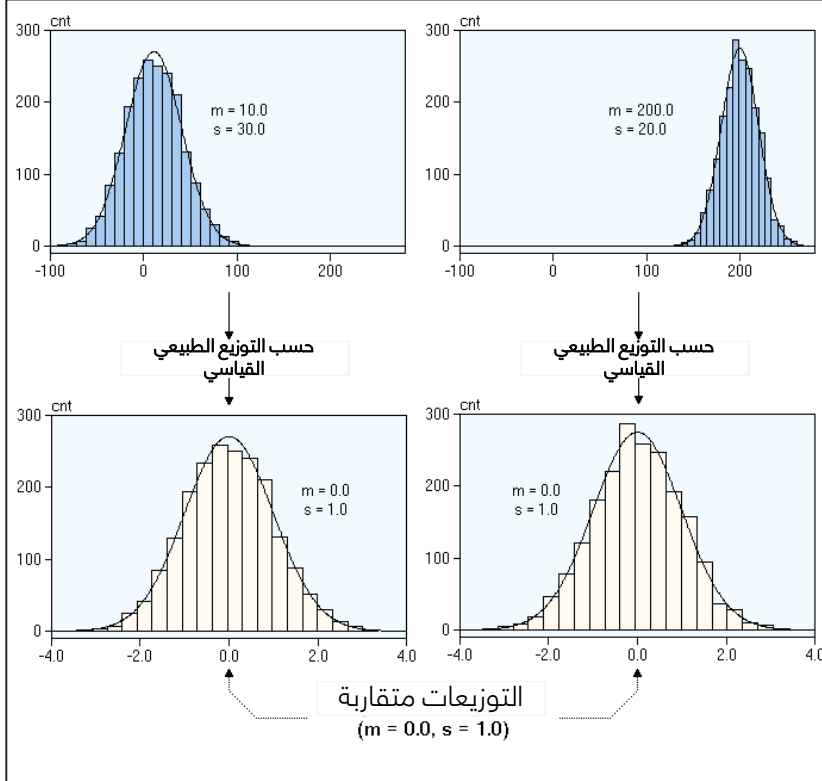 cnt
300
200
100
0
m = 10.0
s = 30.0
-100 0 100 200
cnt
300
200
100
0
m = 200.0
s = 20.0
-100 0 100 200
حسب التوزيع الطبيعي
القياسي
حسب التوزيع الطبيعي
القياسي
cnt
300
200
100
0
m = 0.0
s = 1.0
-4.0 -2.0 0.0 2.0 4.0
cnt
300
200
100
0
m = 0.0
s = 1.0
-4.0 -2.0 0.0 2.0 4.0
التوزيعات متقاربة
(m = 0.0, s = 1.0)